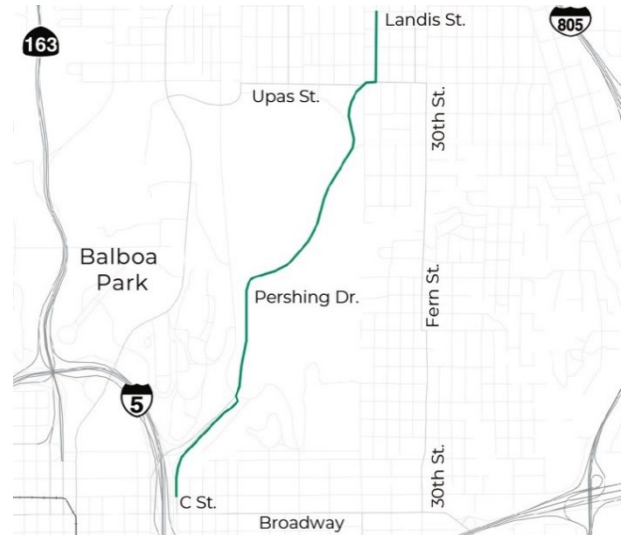 Landis St.
805
163
Upas St.
30th St.
Balboa
Park
Pershing Dr.
Fern St.
5
30th St.
C St.
Broadway